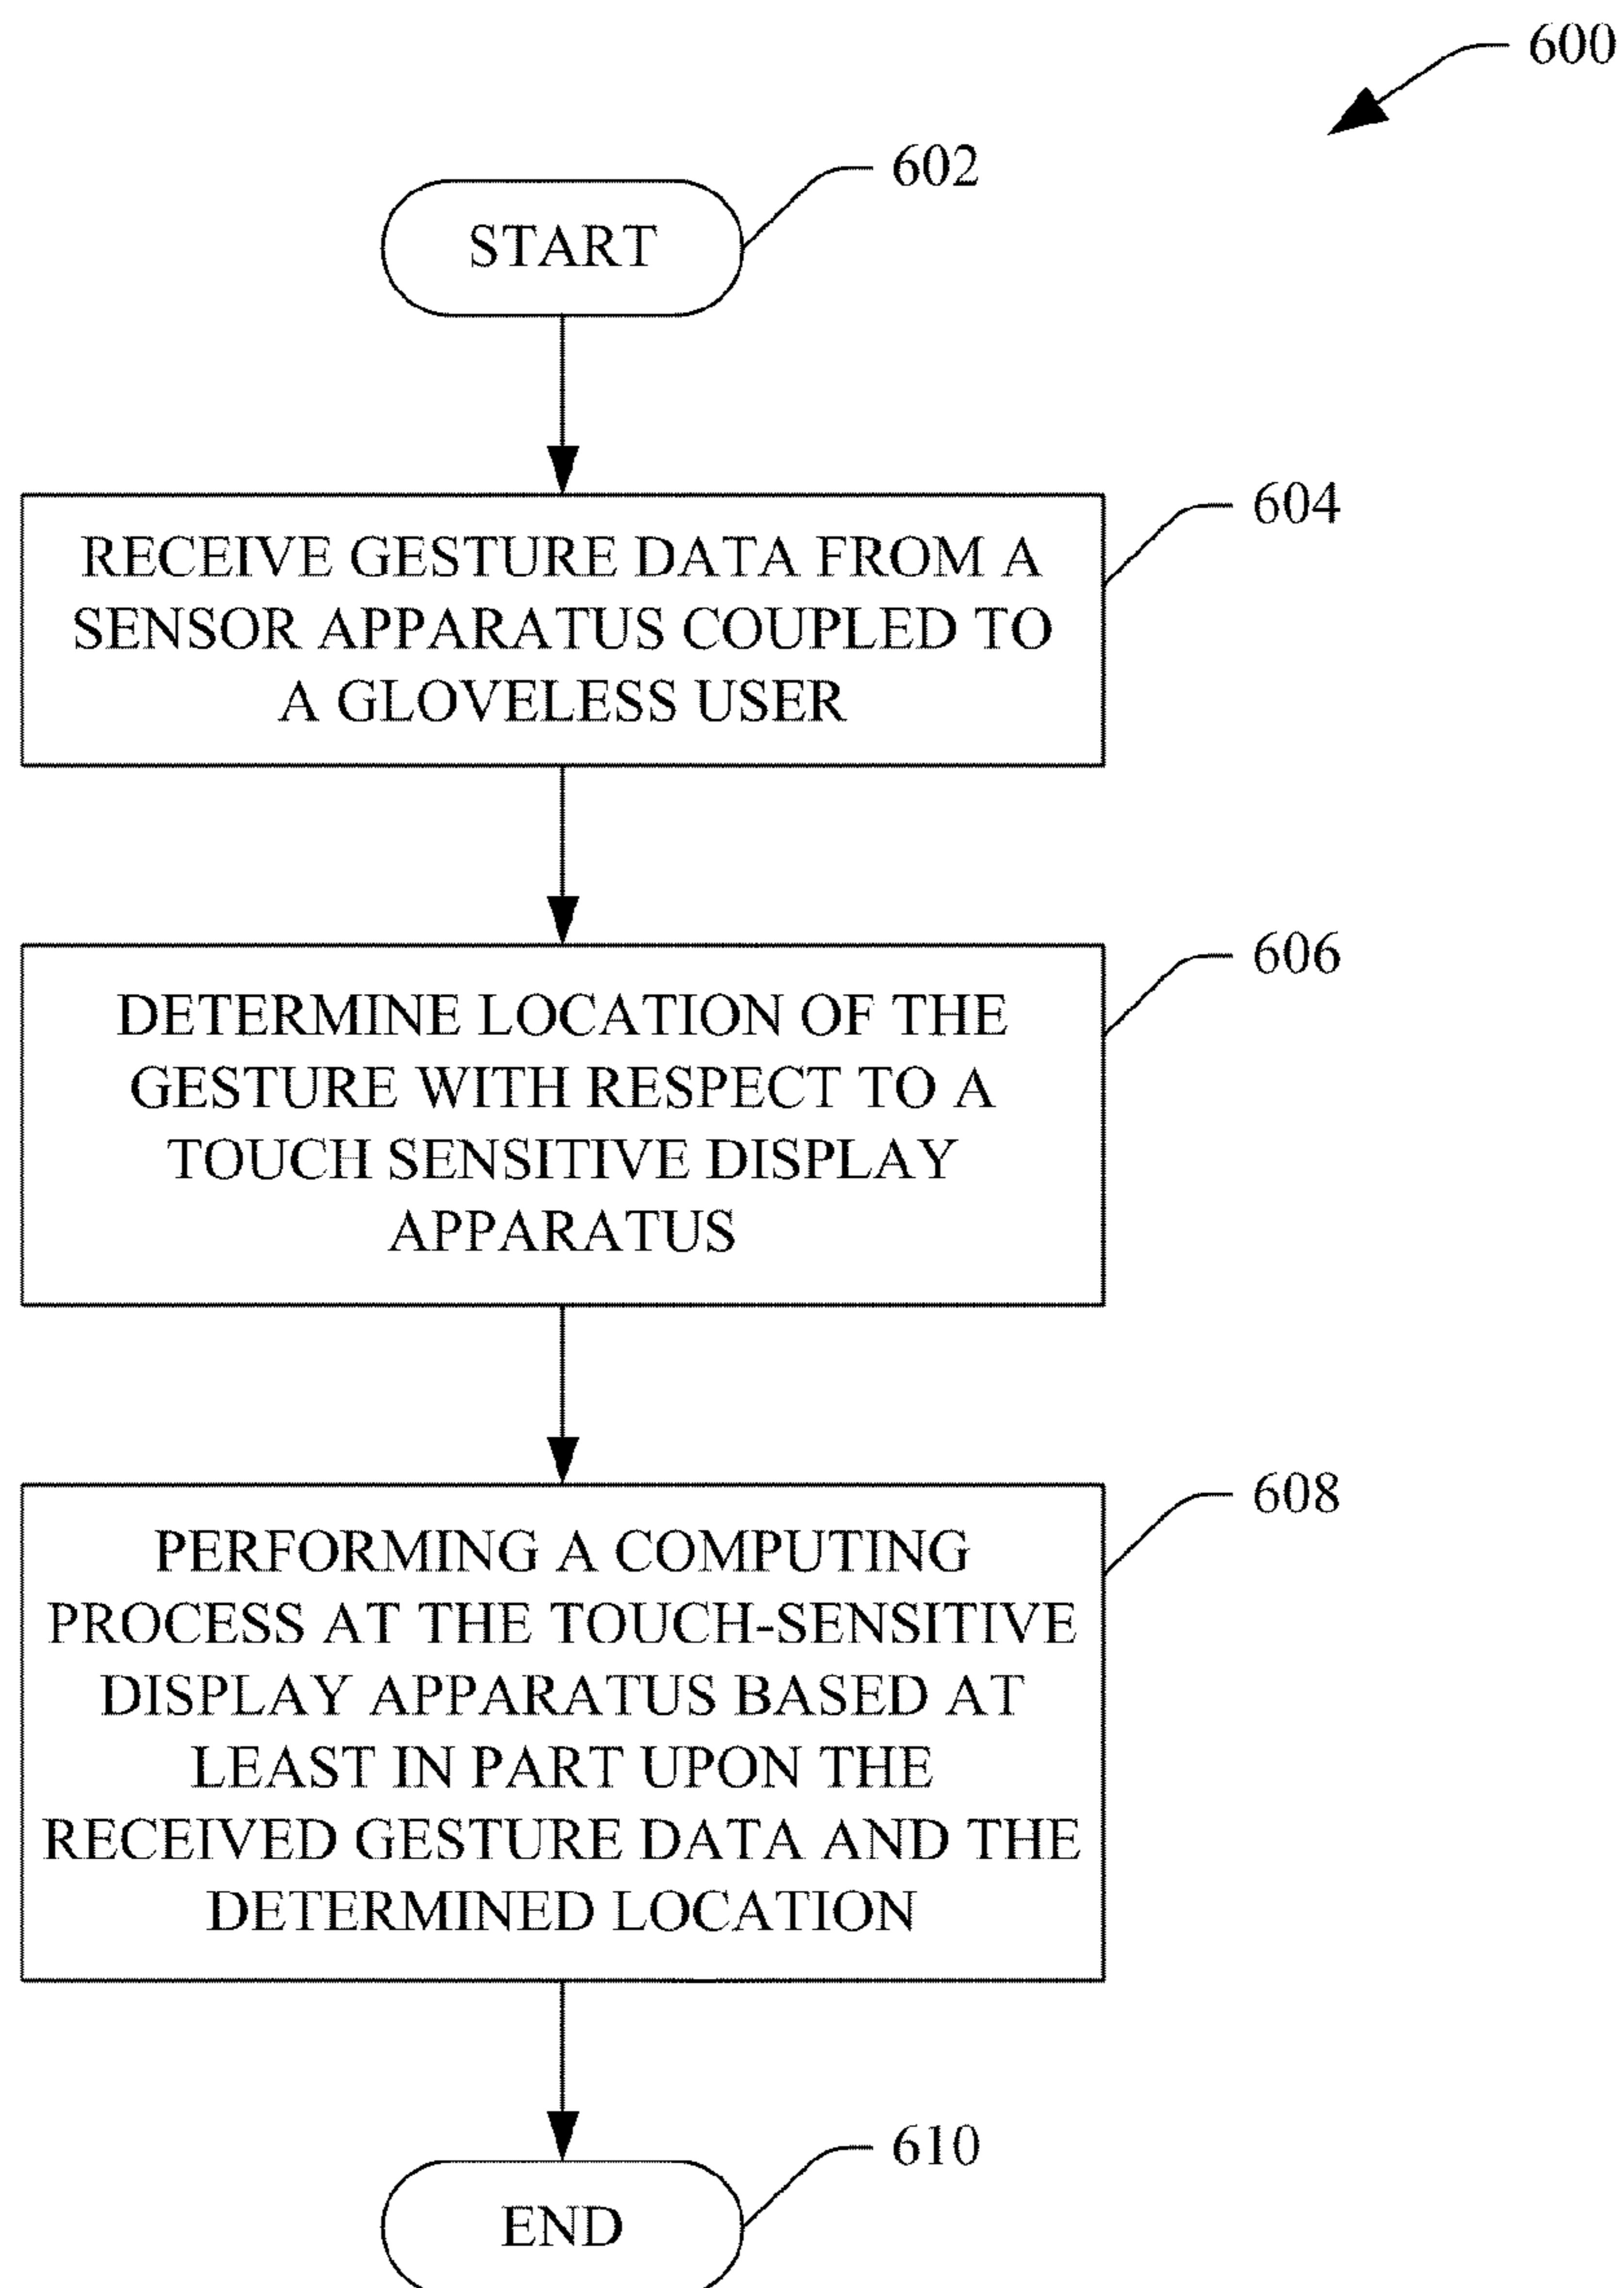 600
602
START
604
RECEIVE GESTURE DATA FROM A
SENSOR APPARATUS COUPLED TO
A GLOVELESS USER
606
DETERMINE LOCATION OF THE
GESTURE WITH RESPECT TO A
TOUCH SENSITIVE DISPLAY
APPARATUS
608
PERFORMING A COMPUTING
PROCESS AT THE TOUCH-SENSITIVE
DISPLAY APPARATUS BASED AT
LEAST IN PART UPON THE
RECEIVED GESTURE DATA AND THE
DETERMINED LOCATION
610
END